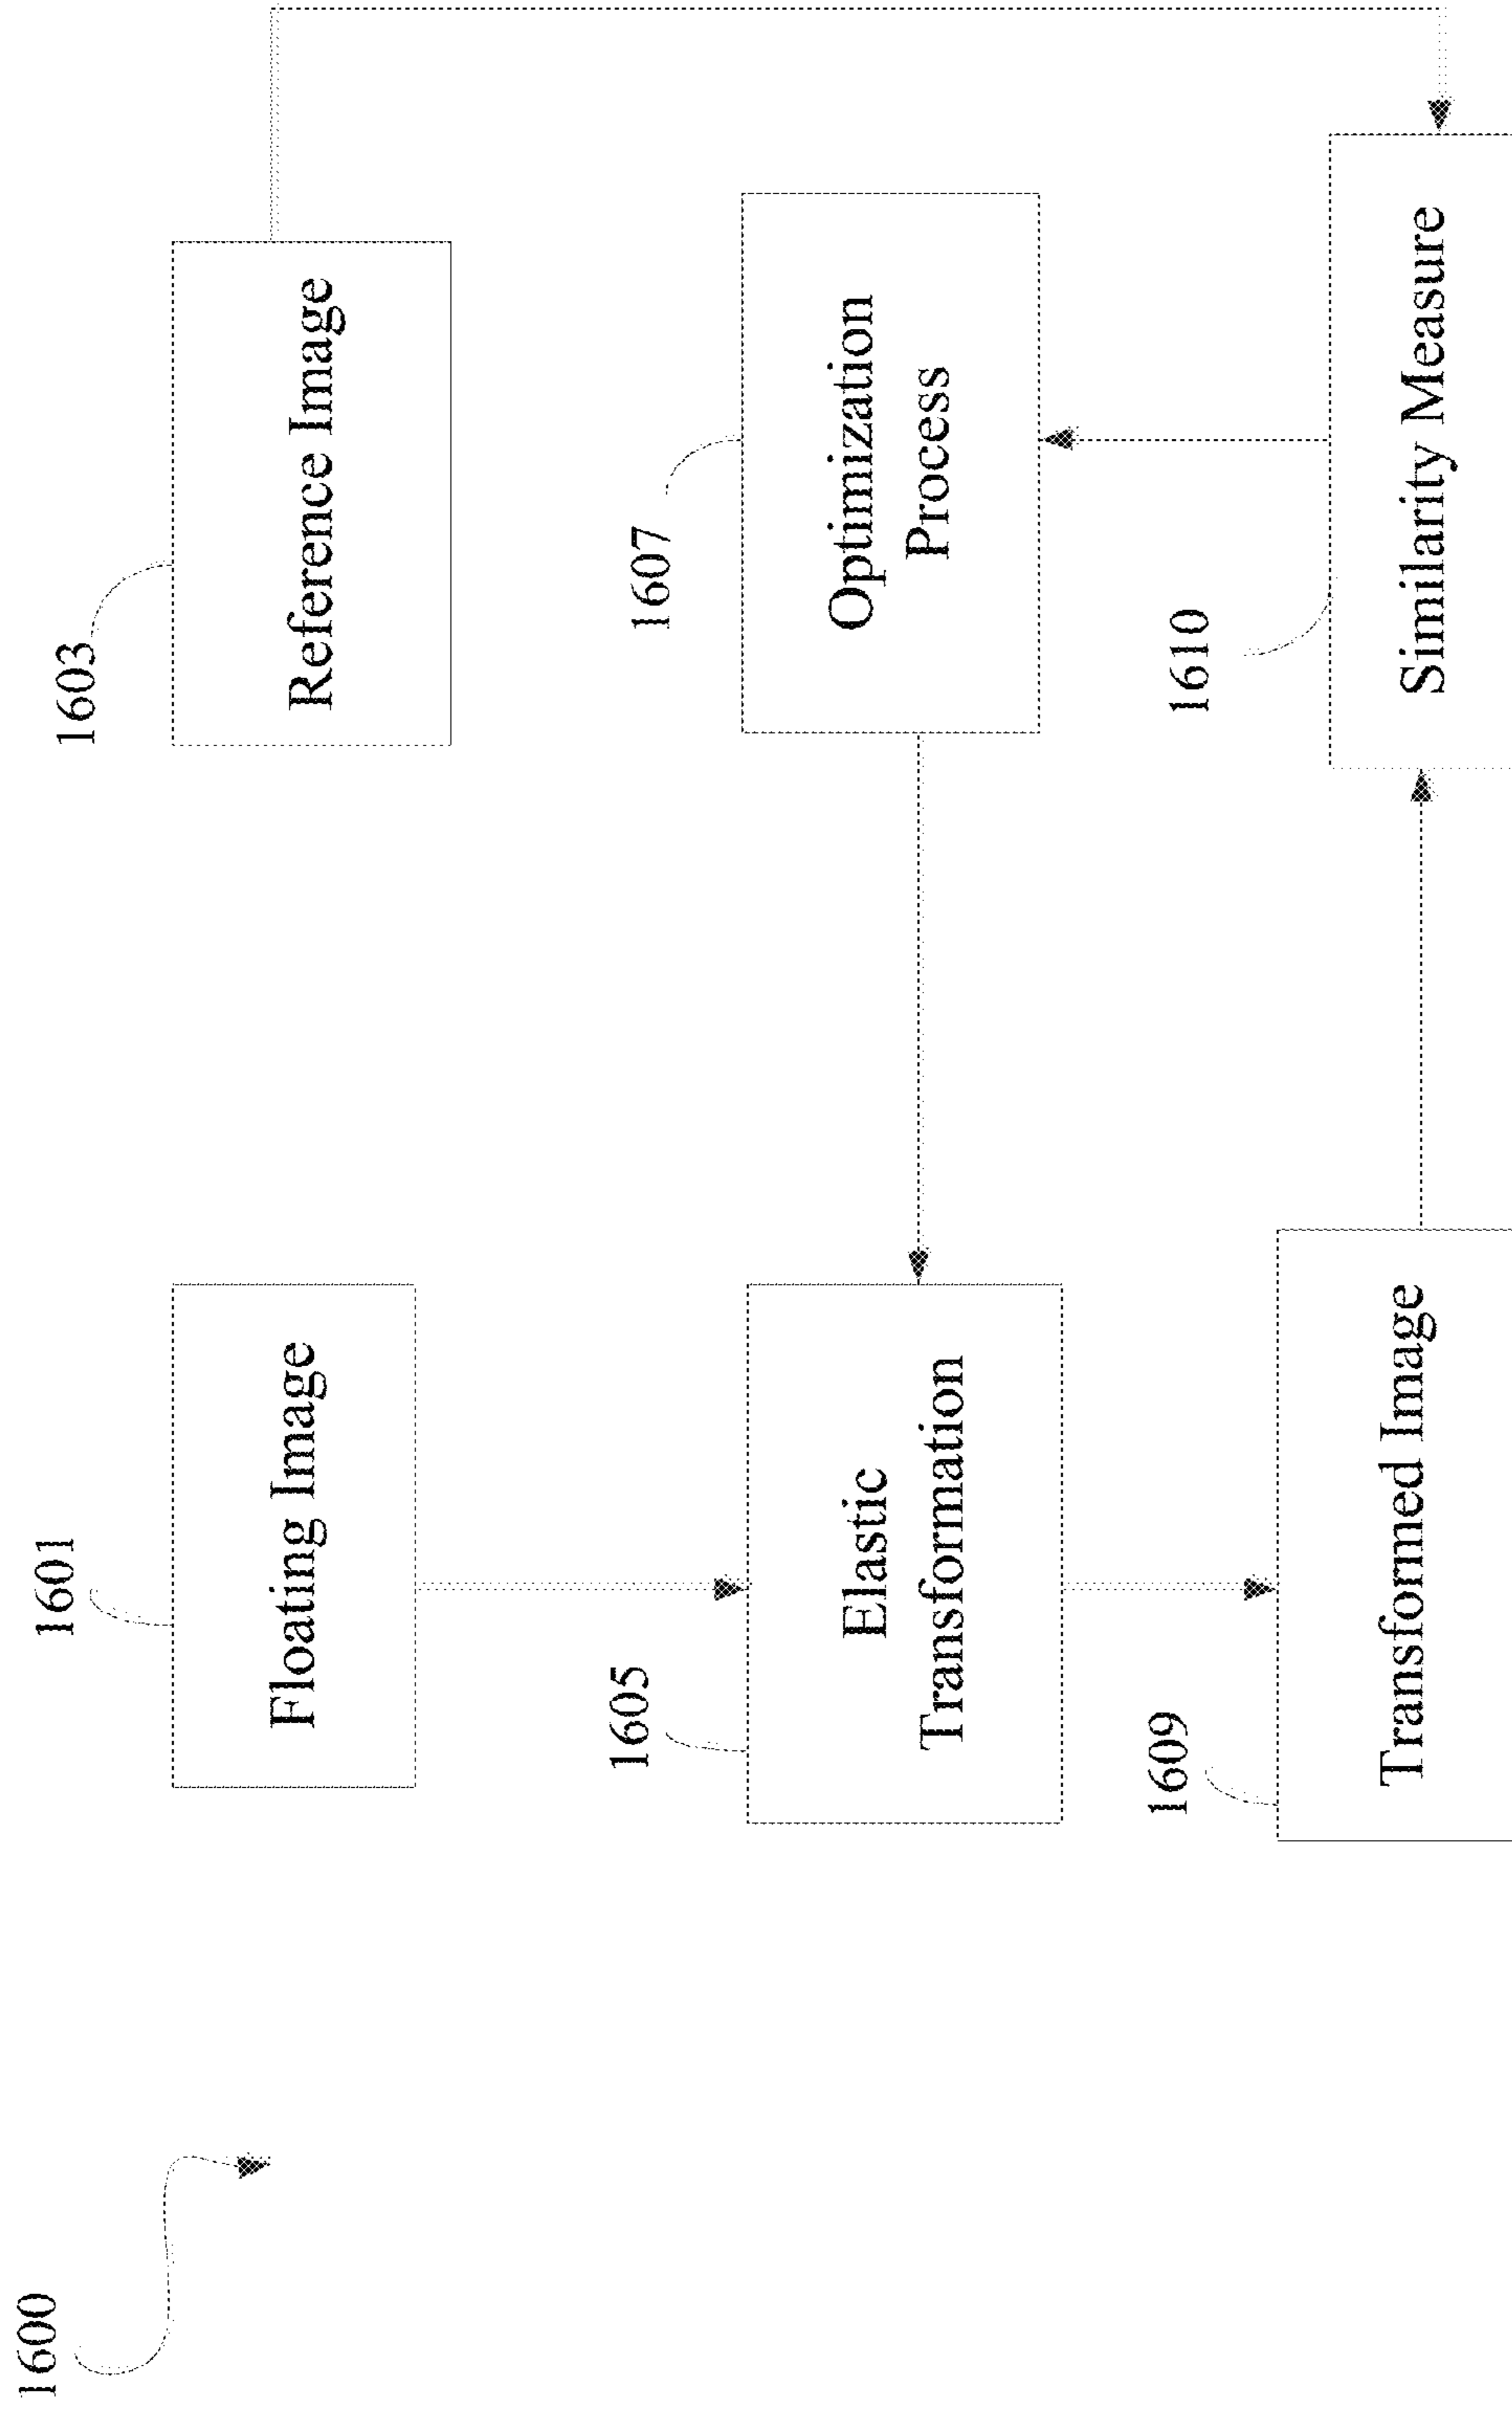 1600
1601
Floating Image
1603
Reference Image
1605
Elastic
Transformation
1607
Optimization
Process
1609
Transformed Image
1610
Similarity Measure